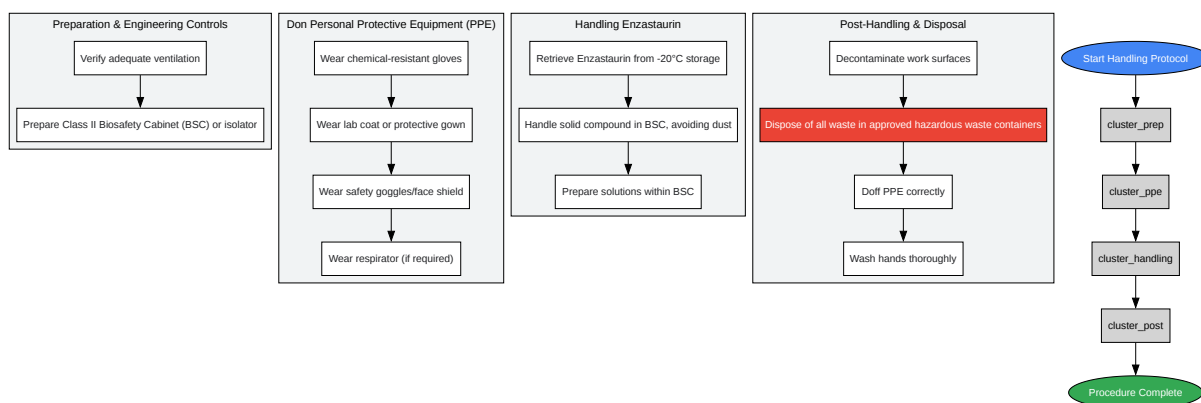 Preparation & Engineering Controls
Verify adequate ventilation
Prepare Class II Biosafety Cabinet (BSC) or isolator
Don Personal Protective Equipment (PPE)
Wear chemical-resistant gloves
Wear lab coat or protective gown
Wear safety goggles/face shield
Wear respirator (if required)
Handling Enzastaurin
Retrieve Enzastaurin from -20°C storage
Handle solid compound in BSC, avoiding dust
Prepare solutions within BSC
Post-Handling & Disposal
Decontaminate work surfaces
Dispose of all waste in approved hazardous waste containers
Doff PPE correctly
Wash hands thoroughly
Start Handling Protocol
cluster_prep
cluster_ppe
cluster_handling
cluster_post
Procedure Complete